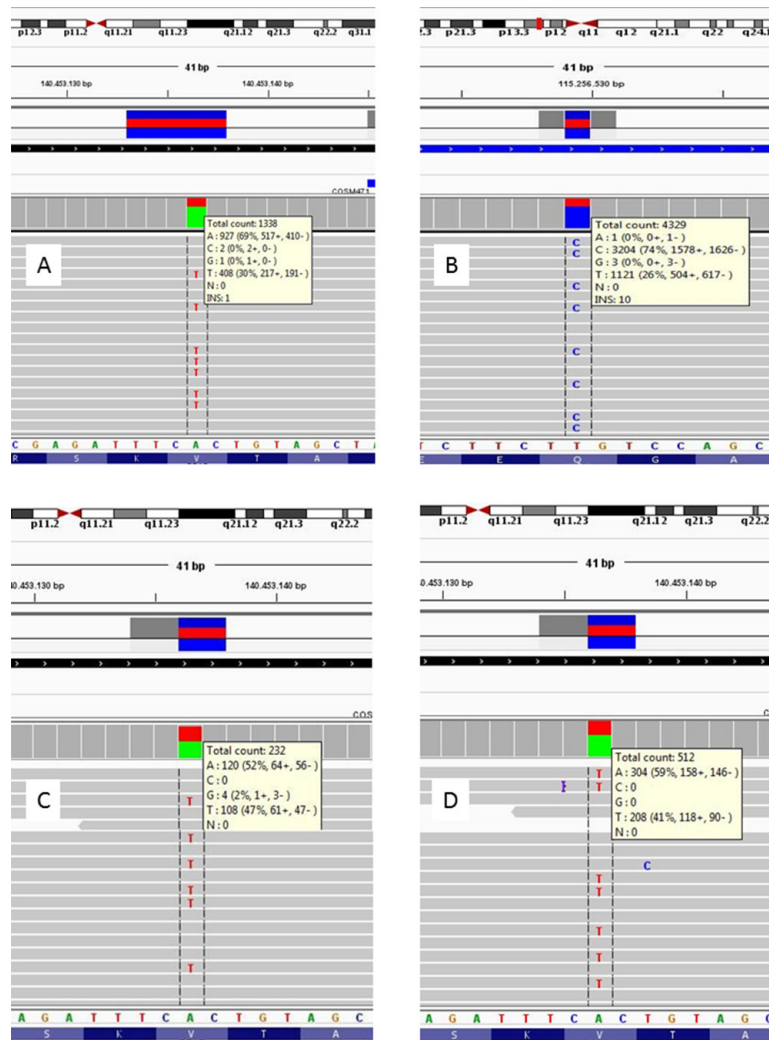 p12.3 p11.2 q11.21 q11.23 q21.12 q21.3 q22.2 q31.1
41 bp
140.453.130 bp 140.453.140 bp
COSM471
A
Total count: 1338
A : 927 (69%, 517+, 410- )
C : 2 (0%, 2+, 0- )
G : 1 (0%, 1+, 0- )
T : 408 (30%, 217+, 191- )
N : 0
INS: 1
T
T
T
T
T
T
T
C G A G A T T T C A C T G T A G C T A
R S K V T A
p21.3 p13.3 p12 q11 q12 q21.1 q22 q24.1
41 bp
115.256.530 bp
B
Total count: 4329
A : 1 (0%, 0+, 1- )
C : 3204 (74%, 1578+, 1626- )
G : 3 (0%, 0+, 3- )
T : 1121 (26%, 504+, 617- )
N : 0
INS: 10
C
C
C
C
C
C
C
C
T C T T C T T G T C C A G C
E E Q G A
p11.2 q11.21 q11.23 q21.12 q21.3 q22.2
41 bp
0.453.130 bp 140.453.140 bp
COS
C
Total count: 232
A : 120 (52%, 64+, 56- )
C : 0
G : 4 (2%, 1+, 3- )
T : 108 (47%, 61+, 47- )
N : 0
T
T
T
T
T
T
A G A T T T C A C T G T A G C
S K V T A
p11.2 q11.21 q11.23 q21.12 q21.3 q22.2
41 bp
.453.130 bp 140.453.140 bp
C
D
Total count: 512
A : 304 (59%, 158+, 146- )
C : 0
G : 0
T : 208 (41%, 118+, 90- )
N : 0
T
T
C
T
T
T
T
T
A G A T T T C A C T G T A G C
S K V T A